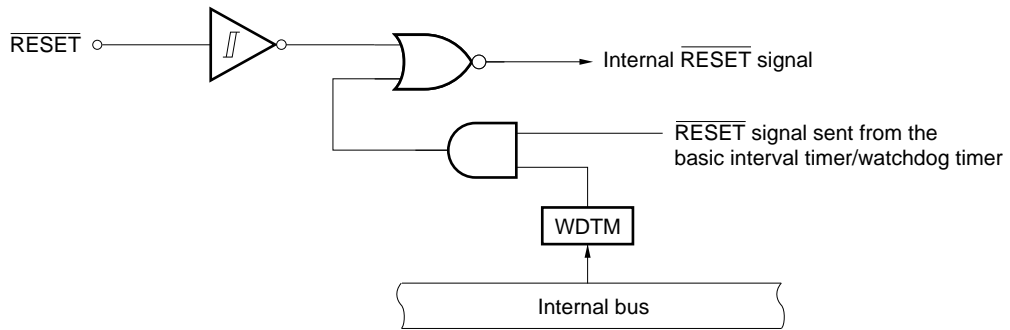 RESET
Internal RESET signal
RESET signal sent from the
basic interval timer/watchdog timer
WDTM
Internal bus